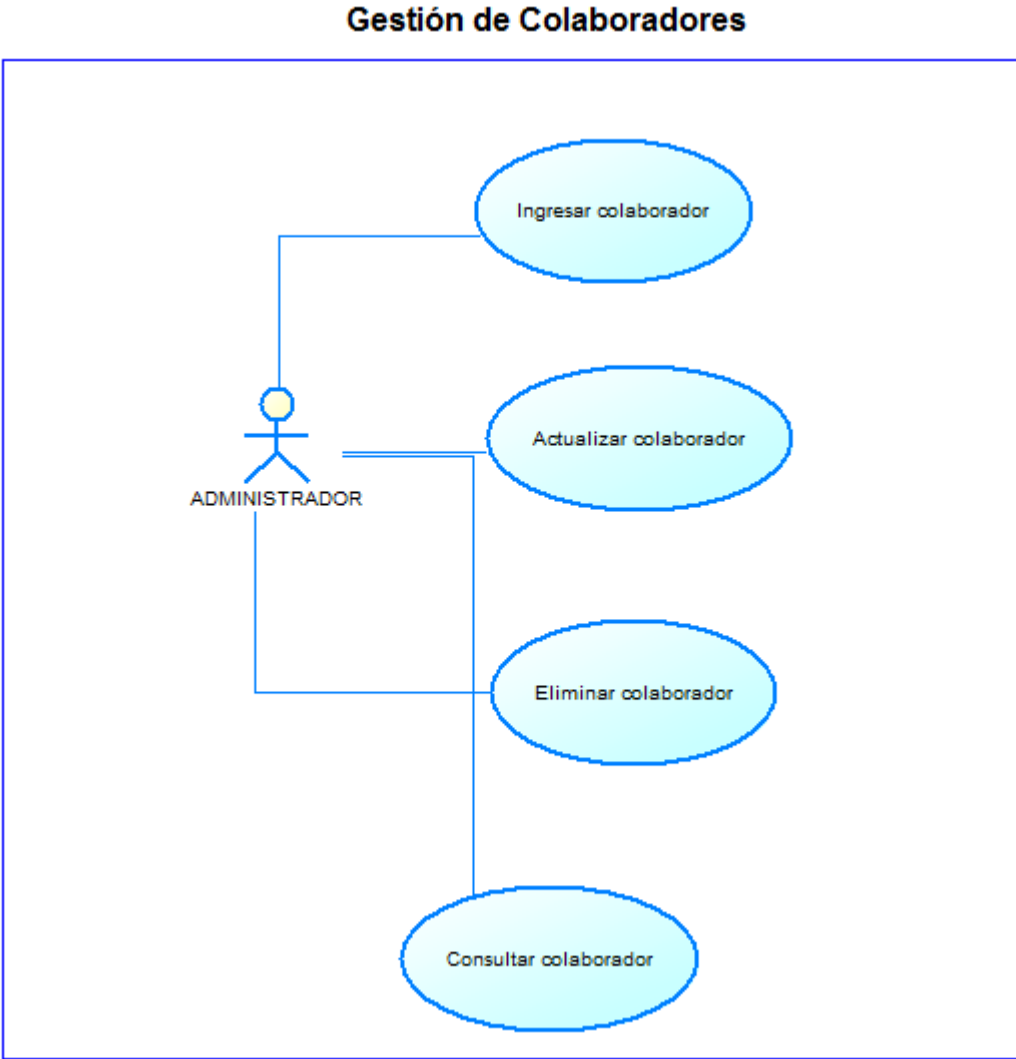 Gestión de Colaboradores
Ingresar colaborador
Actualizar colaborador
ADMINISTRADOR
Eliminar colaborador
Consultar colaborador